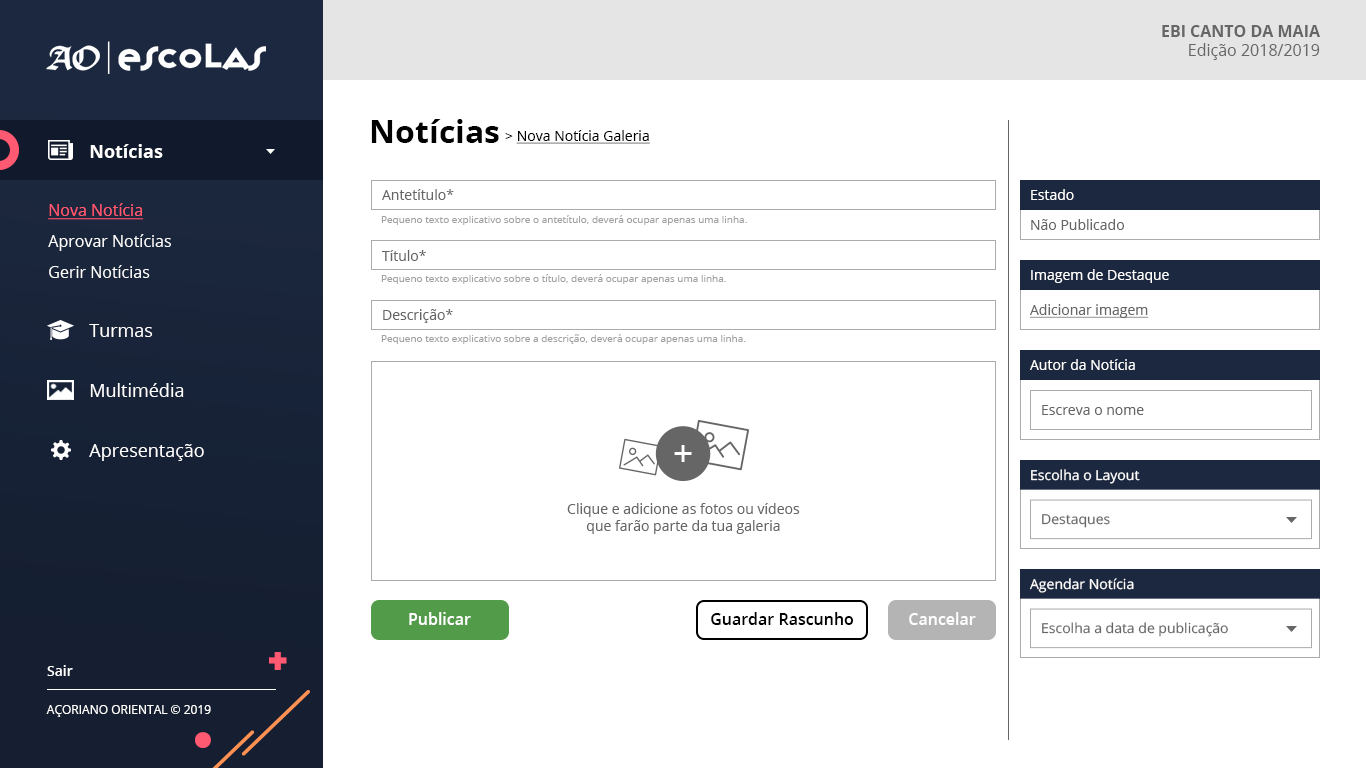 AO | escolas
EBI CANTO DA MAIA
Edição 2018/2019
Notícias
Nova Notícia
Aprovar Notícias
Gerir Notícias
Turmas
Multimédia
Apresentação
Sair
AÇORIANO ORIENTAL © 2019
Notícias > Nova Notícia Galeria
Antetítulo*
Pequeno texto explicativo sobre o antetítulo, deverá ocupar apenas uma linha.
Título*
Pequeno texto explicativo sobre o título, deverá ocupar apenas uma linha.
Descrição*
Pequeno texto explicativo sobre a descrição, deverá ocupar apenas uma linha.
Clique e adicione as fotos ou vídeos
que farão parte da tua galeria
Publicar
Guardar Rascunho
Cancelar
Estado
Não Publicado
Imagem de Destaque
Adicionar imagem
Autor da Notícia
Escreva o nome
Escolha o Layout
Destaques
Agendar Notícia
Escolha a data de publicação